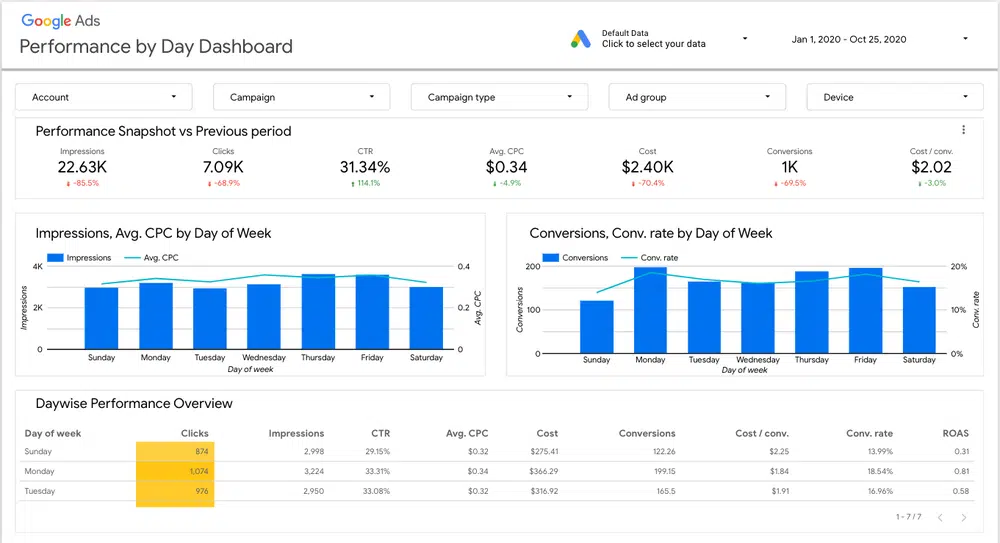 Google Ads
Performance by Day Dashboard
Default Data
Click to select your data
Jan 1, 2020 - Oct 25, 2020
Account Campaign Campaign type Ad group Device
Performance Snapshot vs Previous period
Impressions Clicks CTR Avg. CPC Cost Conversions Cost / conv.
22.63K 7.09K 31.34% $0.34 $2.40K 1K $2.02
-85.5% -68.9% 114.1% -4.9% -70.4% -69.5% -3.0%
Impressions, Avg. CPC by Day of Week
Impressions Avg. CPC
4K 0.4
2K 0.2
0 0
Impressions
Avg. CPC
Sunday Monday Tuesday Wednesday Thursday Friday Saturday
Day of week
Conversions, Conv. rate by Day of Week
Conversions Conv. rate
200 20%
100 10%
0 0%
Conversions
Conv. rate
Sunday Monday Tuesday Wednesday Thursday Friday Saturday
Day of week
Daywise Performance Overview
Day of week Clicks Impressions CTR Avg. CPC Cost Conversions Cost / conv. Conv. rate ROAS
Sunday 874 2,998 29.15% $0.32 $275.41 122.26 $2.25 13.99% 0.31
Monday 1,074 3,224 33.31% $0.34 $366.29 199.15 $1.84 18.54% 0.81
Tuesday 976 2,950 33.08% $0.32 $316.92 165.5 $1.91 16.96% 0.58
1 - 7 / 7